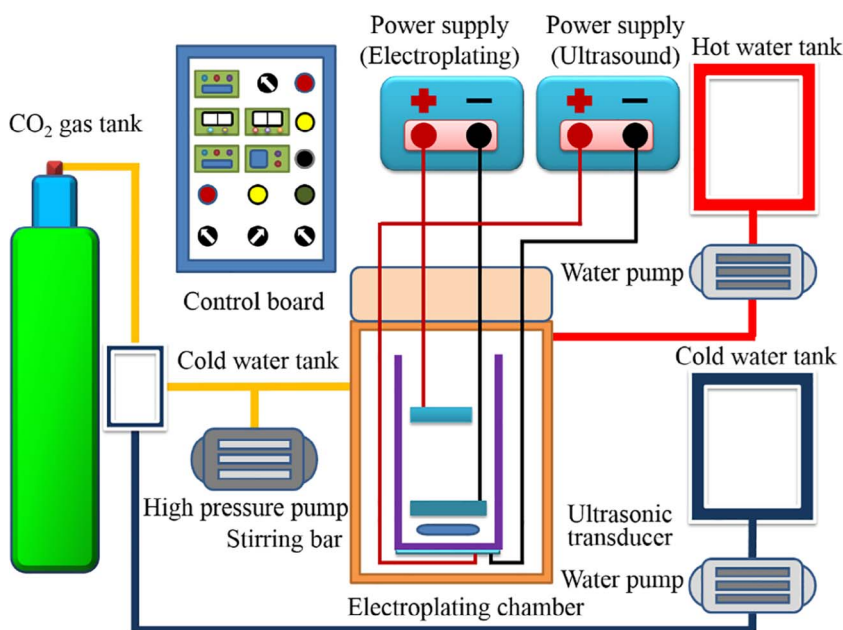 Power supply
(Electroplating)
Power supply
(Ultrasound)
Hot water tank
CO₂ gas tank
Control board
Water pump
Cold water tank
Cold water tank
High pressure pump
Stirring bar
Ultrasonic
transducer
Water pump
Electroplating chamber